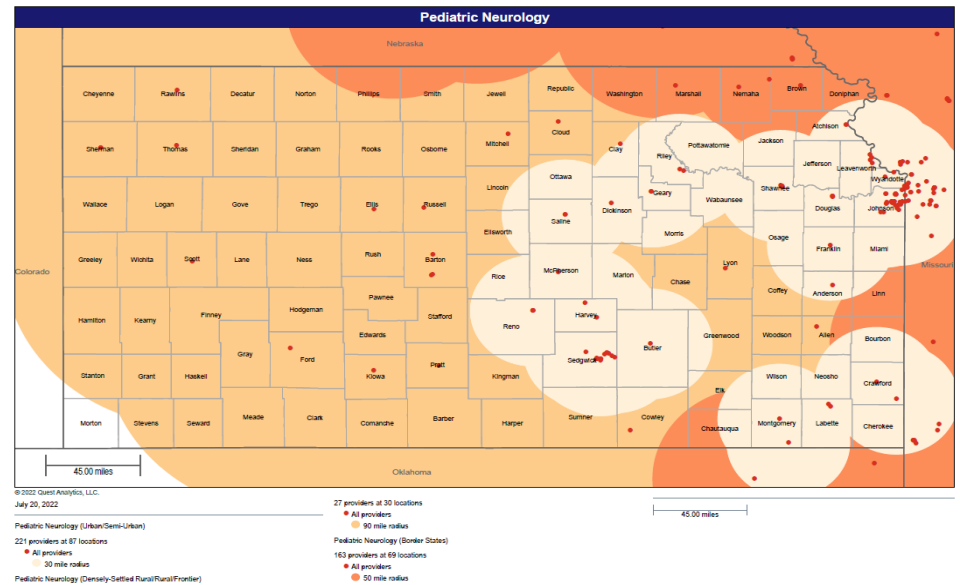 Pediatric Neurology
Nebraska
Cheyenne Rawlins Decatur Norton Phillips Smith Jewell Republic Washington Marshall Nemaha Brown Doniphan
Atchison
Sherman Thomas Sheridan Graham Rooks Osborne Mitchell Cloud Clay Riley Pottawatomie Jackson Jefferson Leavenworth
Wyandotte
Wallace Logan Gove Trego Ellis Russell Lincoln Ottawa Geary Wabaunsee Shawnee Douglas Johnson
Saline Dickinson Morris
Ellsworth Osage Franklin Miami
Colorado Greeley Wichita Scott Lane Ness Rush Barton Rice McPherson Marion Chase Lyon Coffey Anderson Linn Missouri
Hamilton Kearny Finney Hodgeman Pawnee Stafford Reno Harvey
Gray Ford Edwards Sedgwick Butler Greenwood Woodson Allen Bourbon
Stanton Grant Haskell Kiowa Pratt Kingman Elk Wilson Neosho Crawford
Morton Stevens Seward Meade Clark Comanche Barber Harper Sumner Cowley Chautauqua Montgomery Labette Cherokee
45.00 miles
Oklahoma
© 2022 Quest Analytics, LLC.
July 20, 2022
Pediatric Neurology (Urban/Semi-Urban)
221 providers at 87 locations
All providers
30 mile radius
Pediatric Neurology (Densely-Settled Rural/Rural/Frontier)
27 providers at 30 locations
All providers
90 mile radius
Pediatric Neurology (Border States)
163 providers at 69 locations
All providers
50 mile radius
45.00 miles